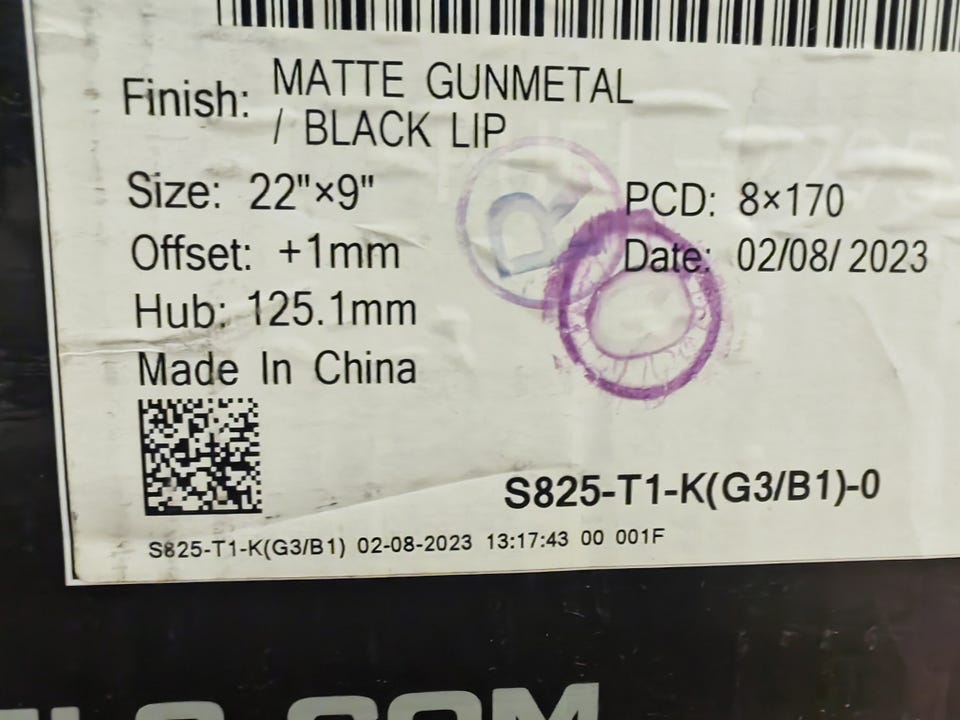 Finish: MATTE GUNMETAL
/ BLACK LIP
Size: 22"×9" PCD: 8×170
Offset: +1mm Date: 02/08/ 2023
Hub: 125.1mm
Made In China
S825-T1-K(G3/B1)-0
S825-T1-K(G3/B1) 02-08-2023 13:17:43 00 001F